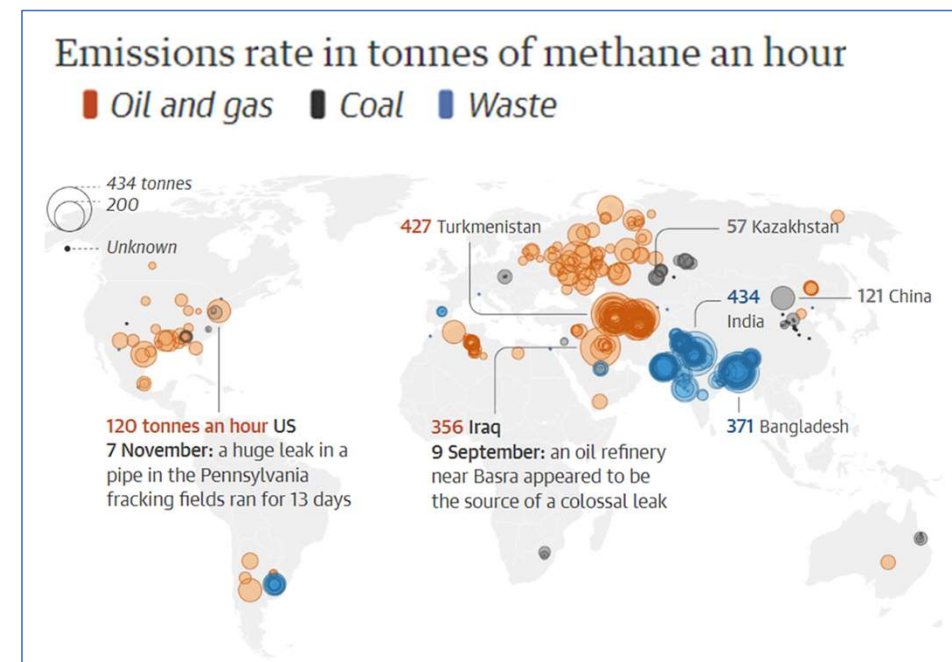 Emissions rate in tonnes of methane an hour
Oil and gas Coal Waste
434 tonnes
200
Unknown
427 Turkmenistan
57 Kazakhstan
434
India
121 China
120 tonnes an hour US
7 November: a huge leak in a
pipe in the Pennsylvania
fracking fields ran for 13 days
356 Iraq
9 September: an oil refinery
near Basra appeared to be
the source of a colossal leak
371 Bangladesh